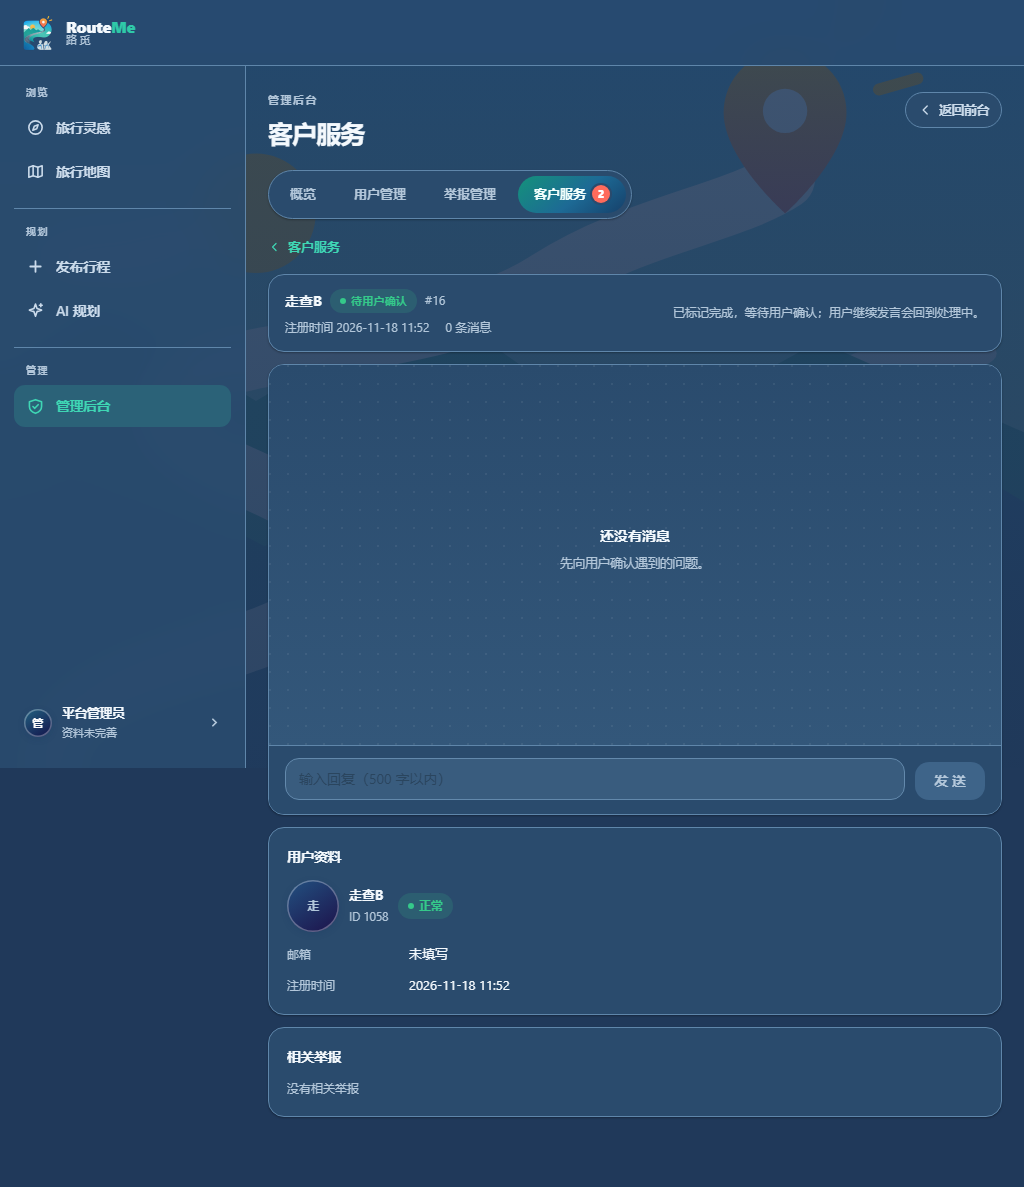 RouteMe
路觅
浏览
旅行灵感
旅行地图
规划
发布行程
AI 规划
管理
管理后台
平台管理员
管
资料未完善
管理后台
客户服务
返回前台
概览
用户管理
举报管理
客户服务 2
客户服务
走查B 待用户确认 #16
注册时间 2026-11-18 11:52 0 条消息
已标记完成，等待用户确认；用户继续发言会回到处理中。
还没有消息
先向用户确认遇到的问题。
输入回复（500 字以内）
发 送
用户资料
走
走查B
ID 1058
正常
邮箱 未填写
注册时间 2026-11-18 11:52
相关举报
没有相关举报